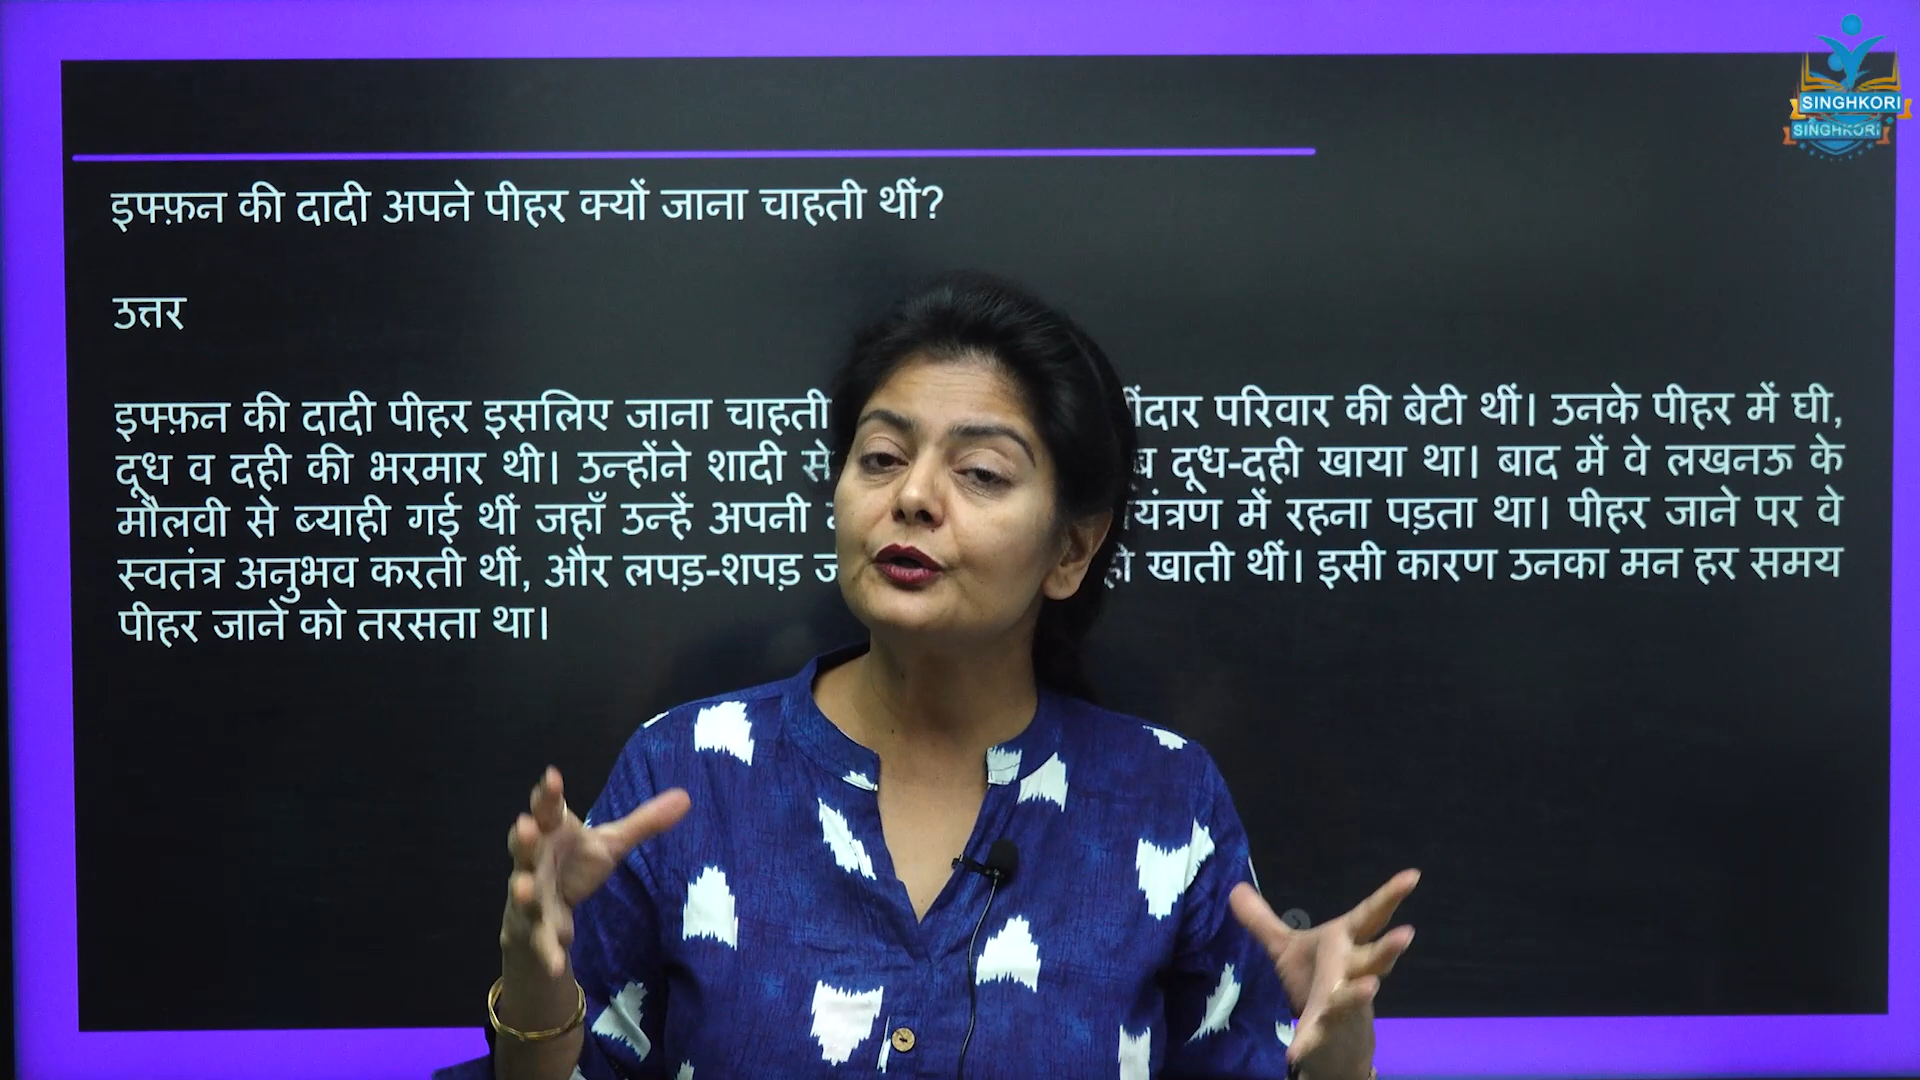 SINGHKORI
SINGHKORI
इफ्फ़न की दादी अपने पीहर क्यों जाना चाहती थीं?
उत्तर
इफ्फ़न की दादी पीहर इसलिए जाना चाहती परिवार की बेटी थीं। उनके पीहर में घी,
दूध व दही की भरमार थी। उन्होंने शादी से दूध-दही खाया था। बाद में वे लखनऊ के
मौलवी से ब्याही गई थीं जहाँ उन्हें अपनी में रहना पड़ता था। पीहर जाने पर वे
स्वतंत्र अनुभव करती थीं, और लपड़-शपड़ खाती थीं। इसी कारण उनका मन हर समय
पीहर जाने को तरसता था।